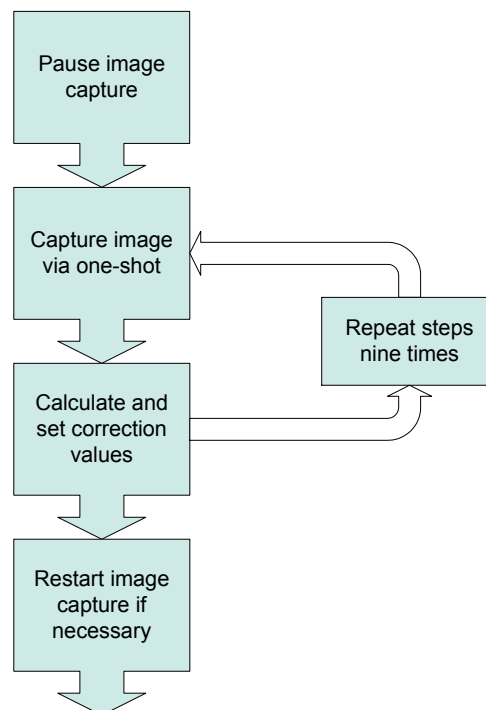 Pause image
capture
Capture image
via one-shot
Repeat steps
nine times
Calculate and
set correction
values
Restart image
capture if
necessary